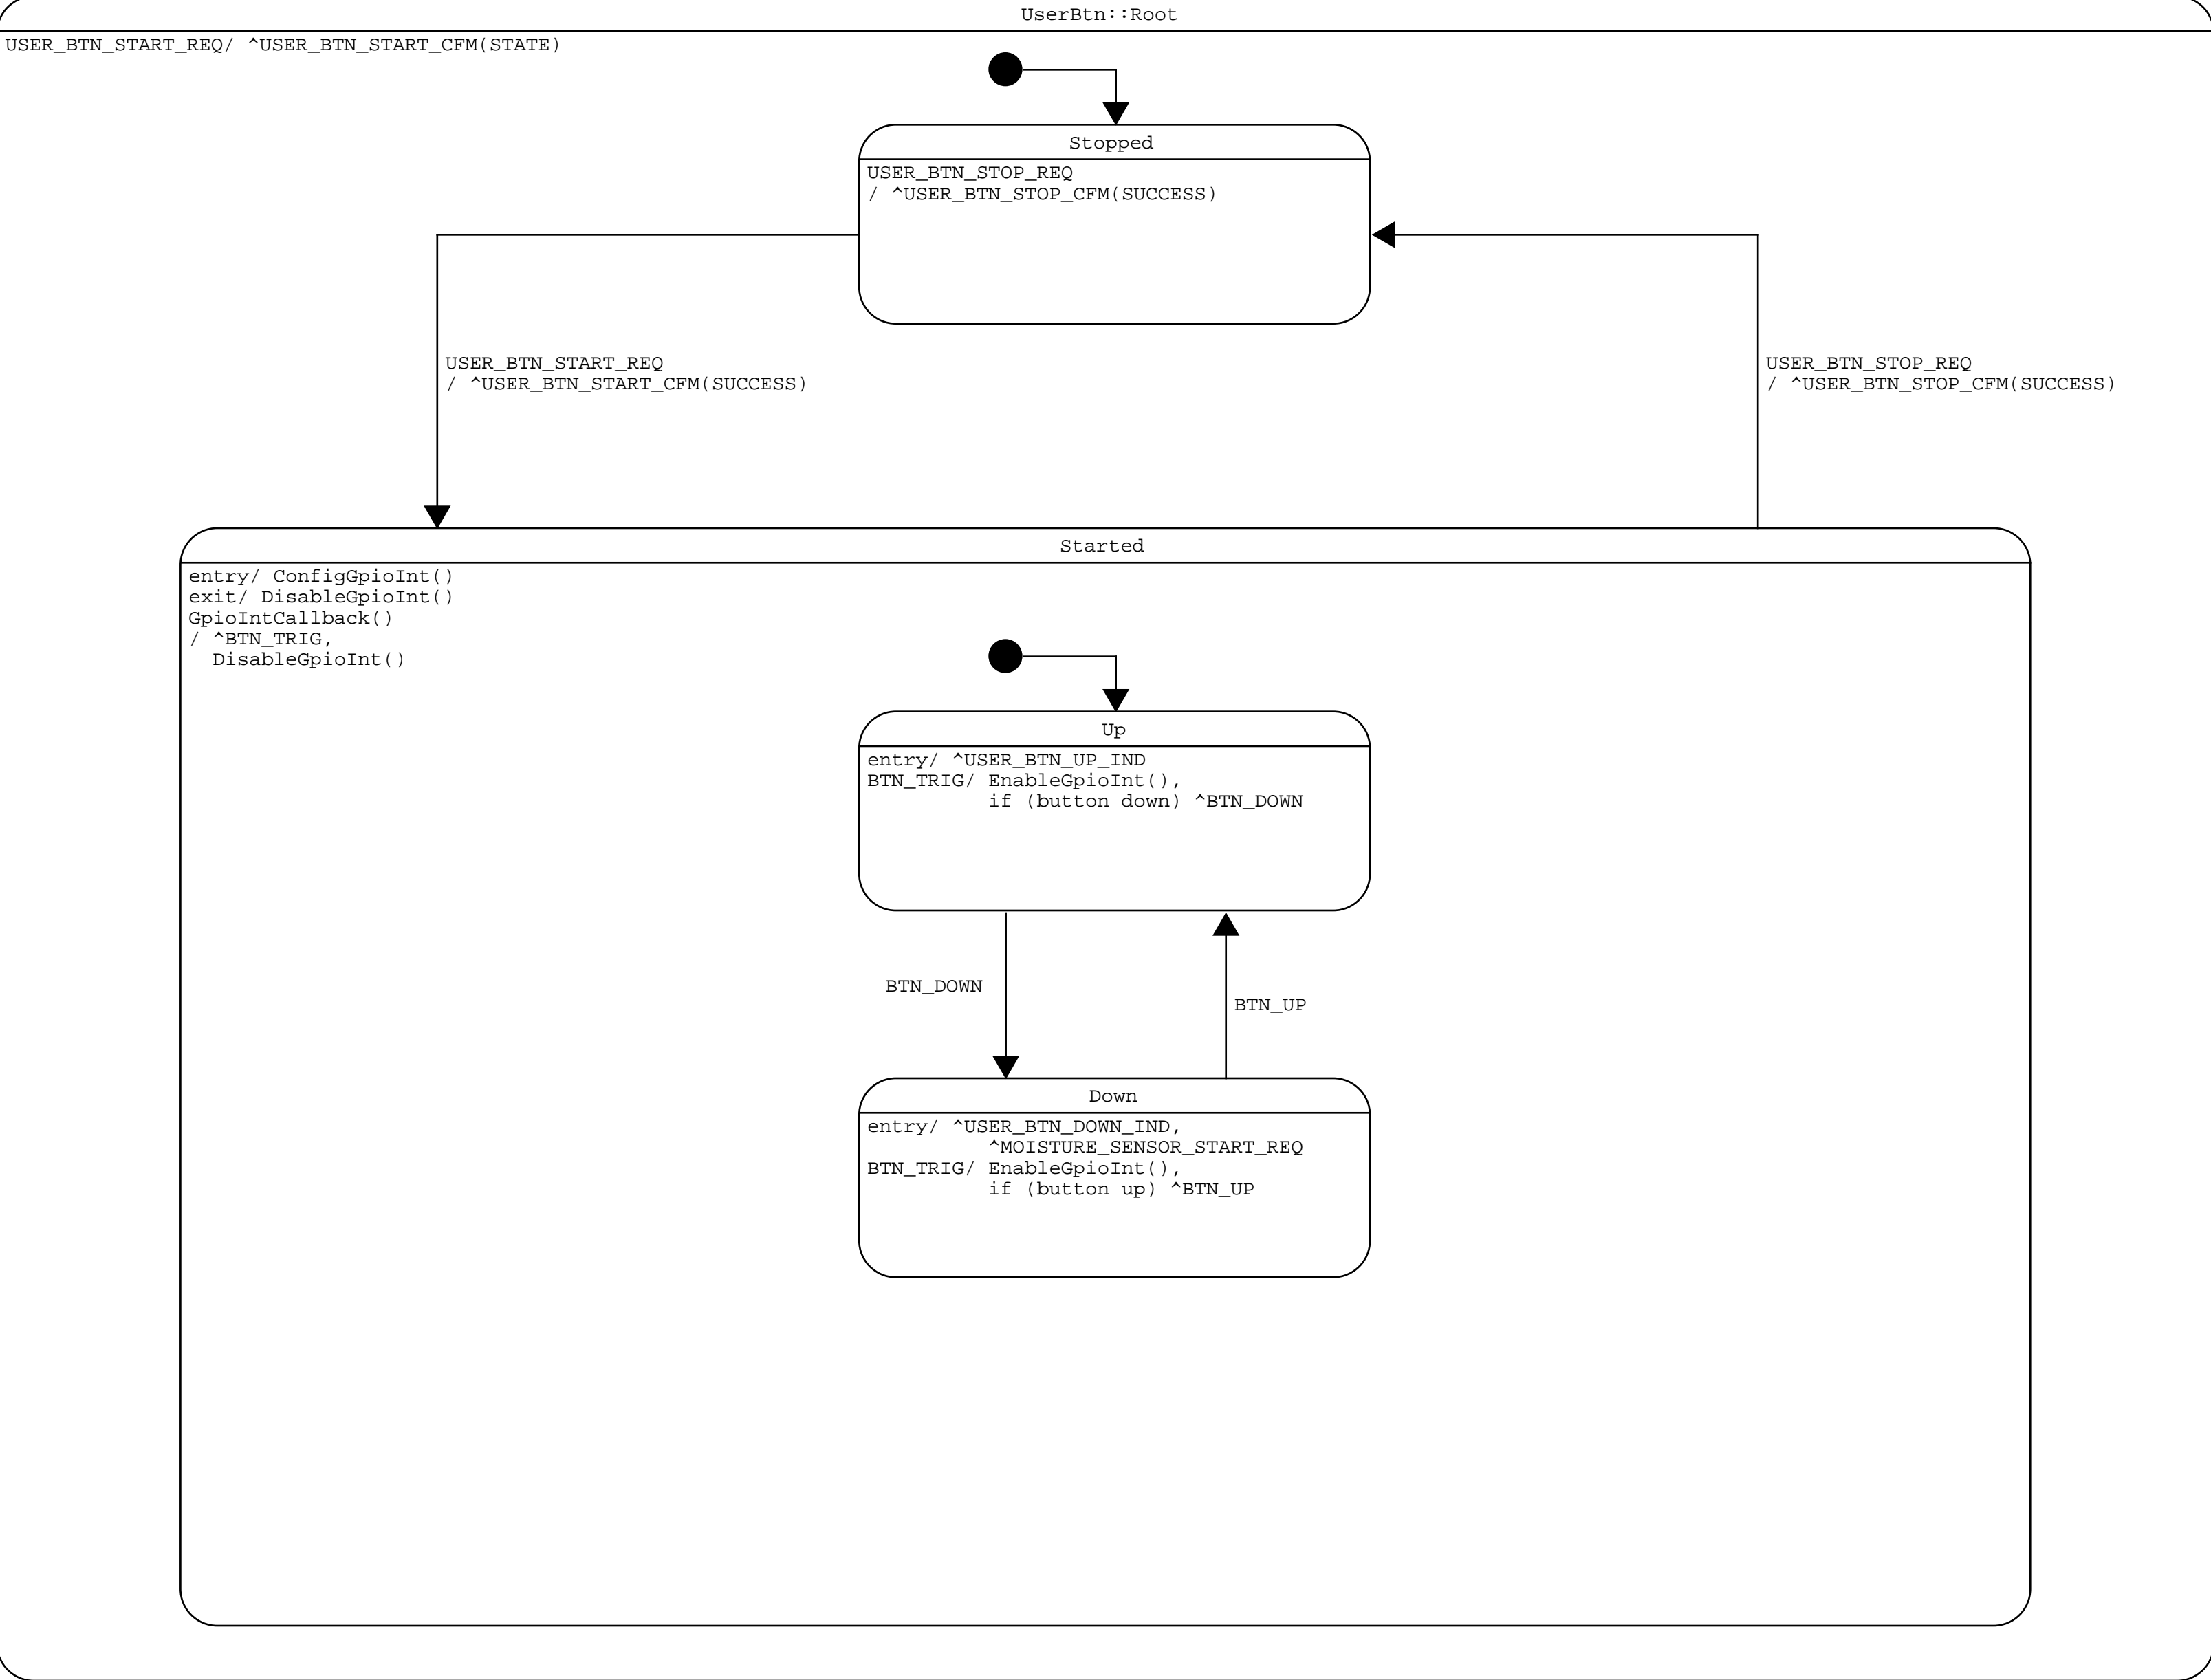 UserBtn::Root
USER_BTN_START_REQ/ ^USER_BTN_START_CFM(STATE)
Stopped
USER_BTN_STOP_REQ
/ ^USER_BTN_STOP_CFM(SUCCESS)
USER_BTN_START_REQ
/ ^USER_BTN_START_CFM(SUCCESS)
USER_BTN_STOP_REQ
/ ^USER_BTN_STOP_CFM(SUCCESS)
Started
entry/ ConfigGpioInt()
exit/ DisableGpioInt()
GpioIntCallback()
/ ^BTN_TRIG,
DisableGpioInt()
Up
entry/ ^USER_BTN_UP_IND
BTN_TRIG/ EnableGpioInt(),
if (button down) ^BTN_DOWN
BTN_DOWN
BTN_UP
Down
entry/ ^USER_BTN_DOWN_IND,
^MOISTURE_SENSOR_START_REQ
BTN_TRIG/ EnableGpioInt(),
if (button up) ^BTN_UP